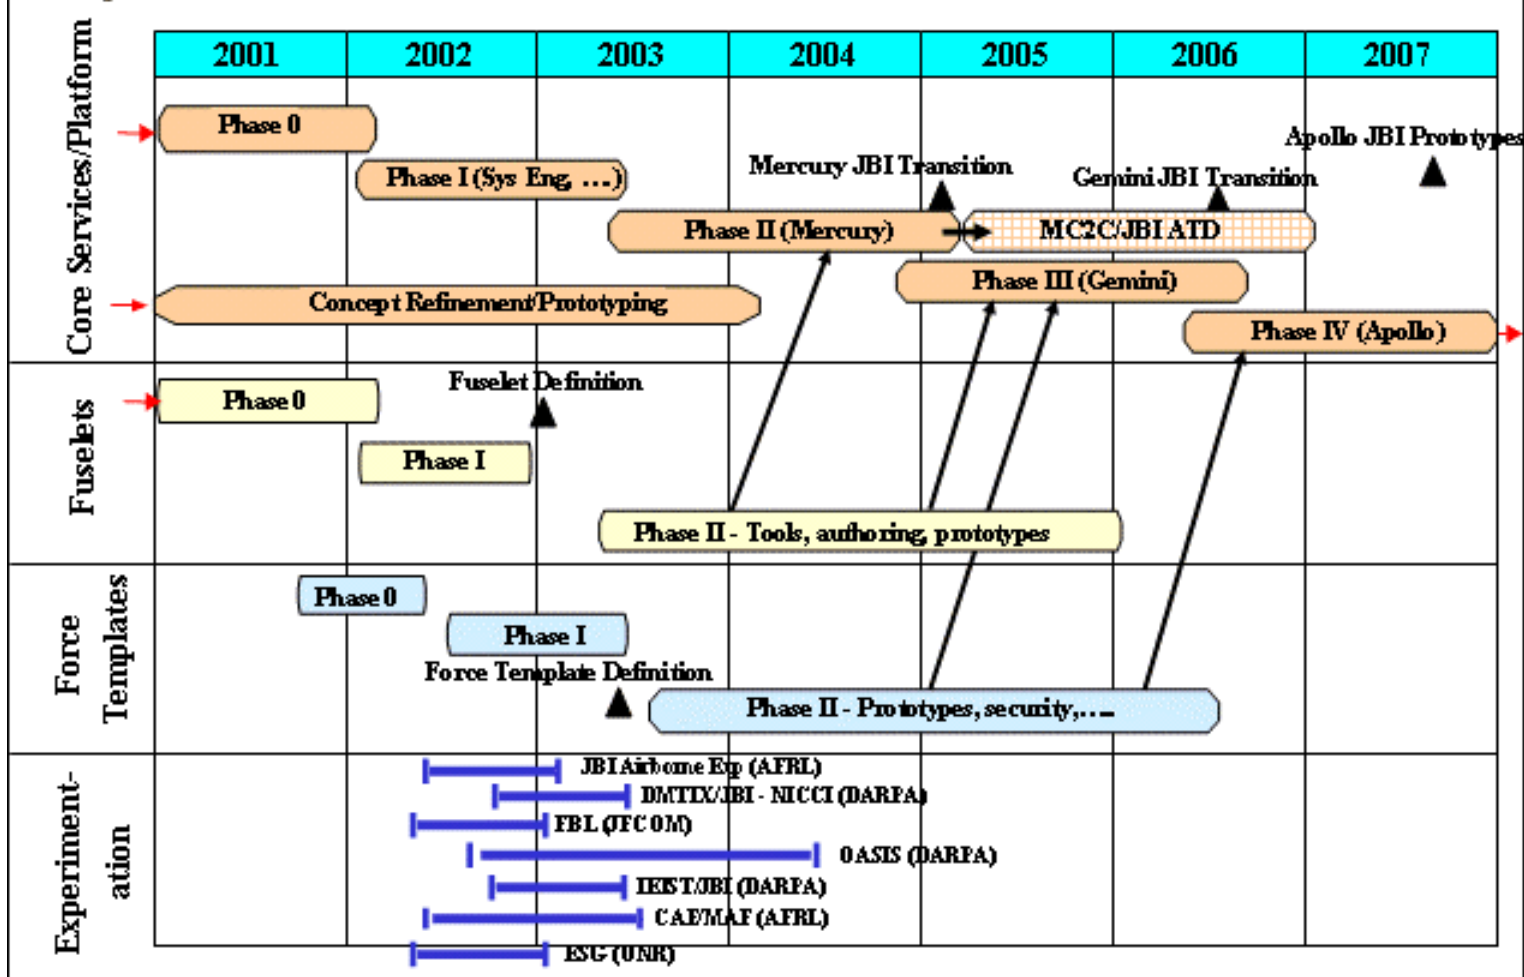 2001 2002 2003 2004 2005 2006 2007
Core Services/Platform
Phase 0
Apollo JBI Prototypes
Mercury JBI Transition
Phase I (Sys Eng, ....)
Gemini JBI Transition
Phase II (Mercury)
MC2C/JBI ATD
Phase III (Gemini)
Concept Refinement/Prototyping
Phase IV (Apollo)
Fuselets
Fuselet Definition
Phase 0
Phase I
Phase II - Tools, authoring, prototypes
Force
Templates
Phase 0
Phase I
Force Template Definition
Phase II - Prototypes, security,.....
Experiment-
ation
JBI Airborne Exp (AFRL)
DMTIX/JBI - NICCI (DARPA)
FBL (JFCOM)
OASIS (DARPA)
IEIST/JBI (DARPA)
CAF/MAF (AFRL)
ESG (UNR)